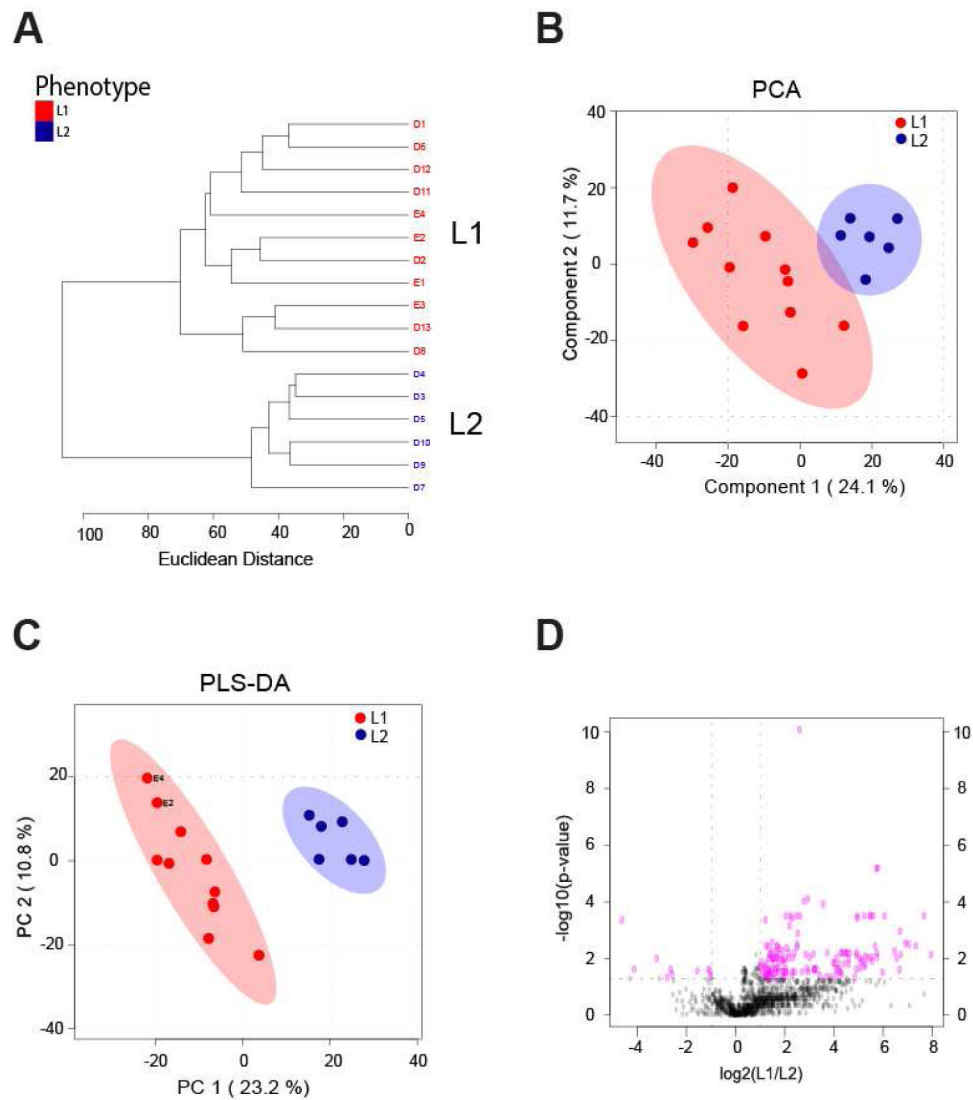 A
Phenotype
L1
L2
D1
D6
D12
D11
E4
E2
D2
E1
E3
D13
D8
D4
D3
D5
D10
D9
D7
L1
L2
100 80 60 40 20 0
Euclidean Distance
B
PCA
L1
L2
40
20
0
-20
-40
Component 2 ( 11.7 %)
-40 -20 0 20 40
Component 1 ( 24.1 %)
C
PLS-DA
L1
L2
E4
E2
20
0
-20
-40
PC 2 ( 10.8 %)
-20 0 20 40
PC 1 ( 23.2 %)
D
10 10
8 8
6 6
4 4
2 2
0 0
-log10(p-value)
-4 -2 0 2 4 6 8
log2(L1/L2)